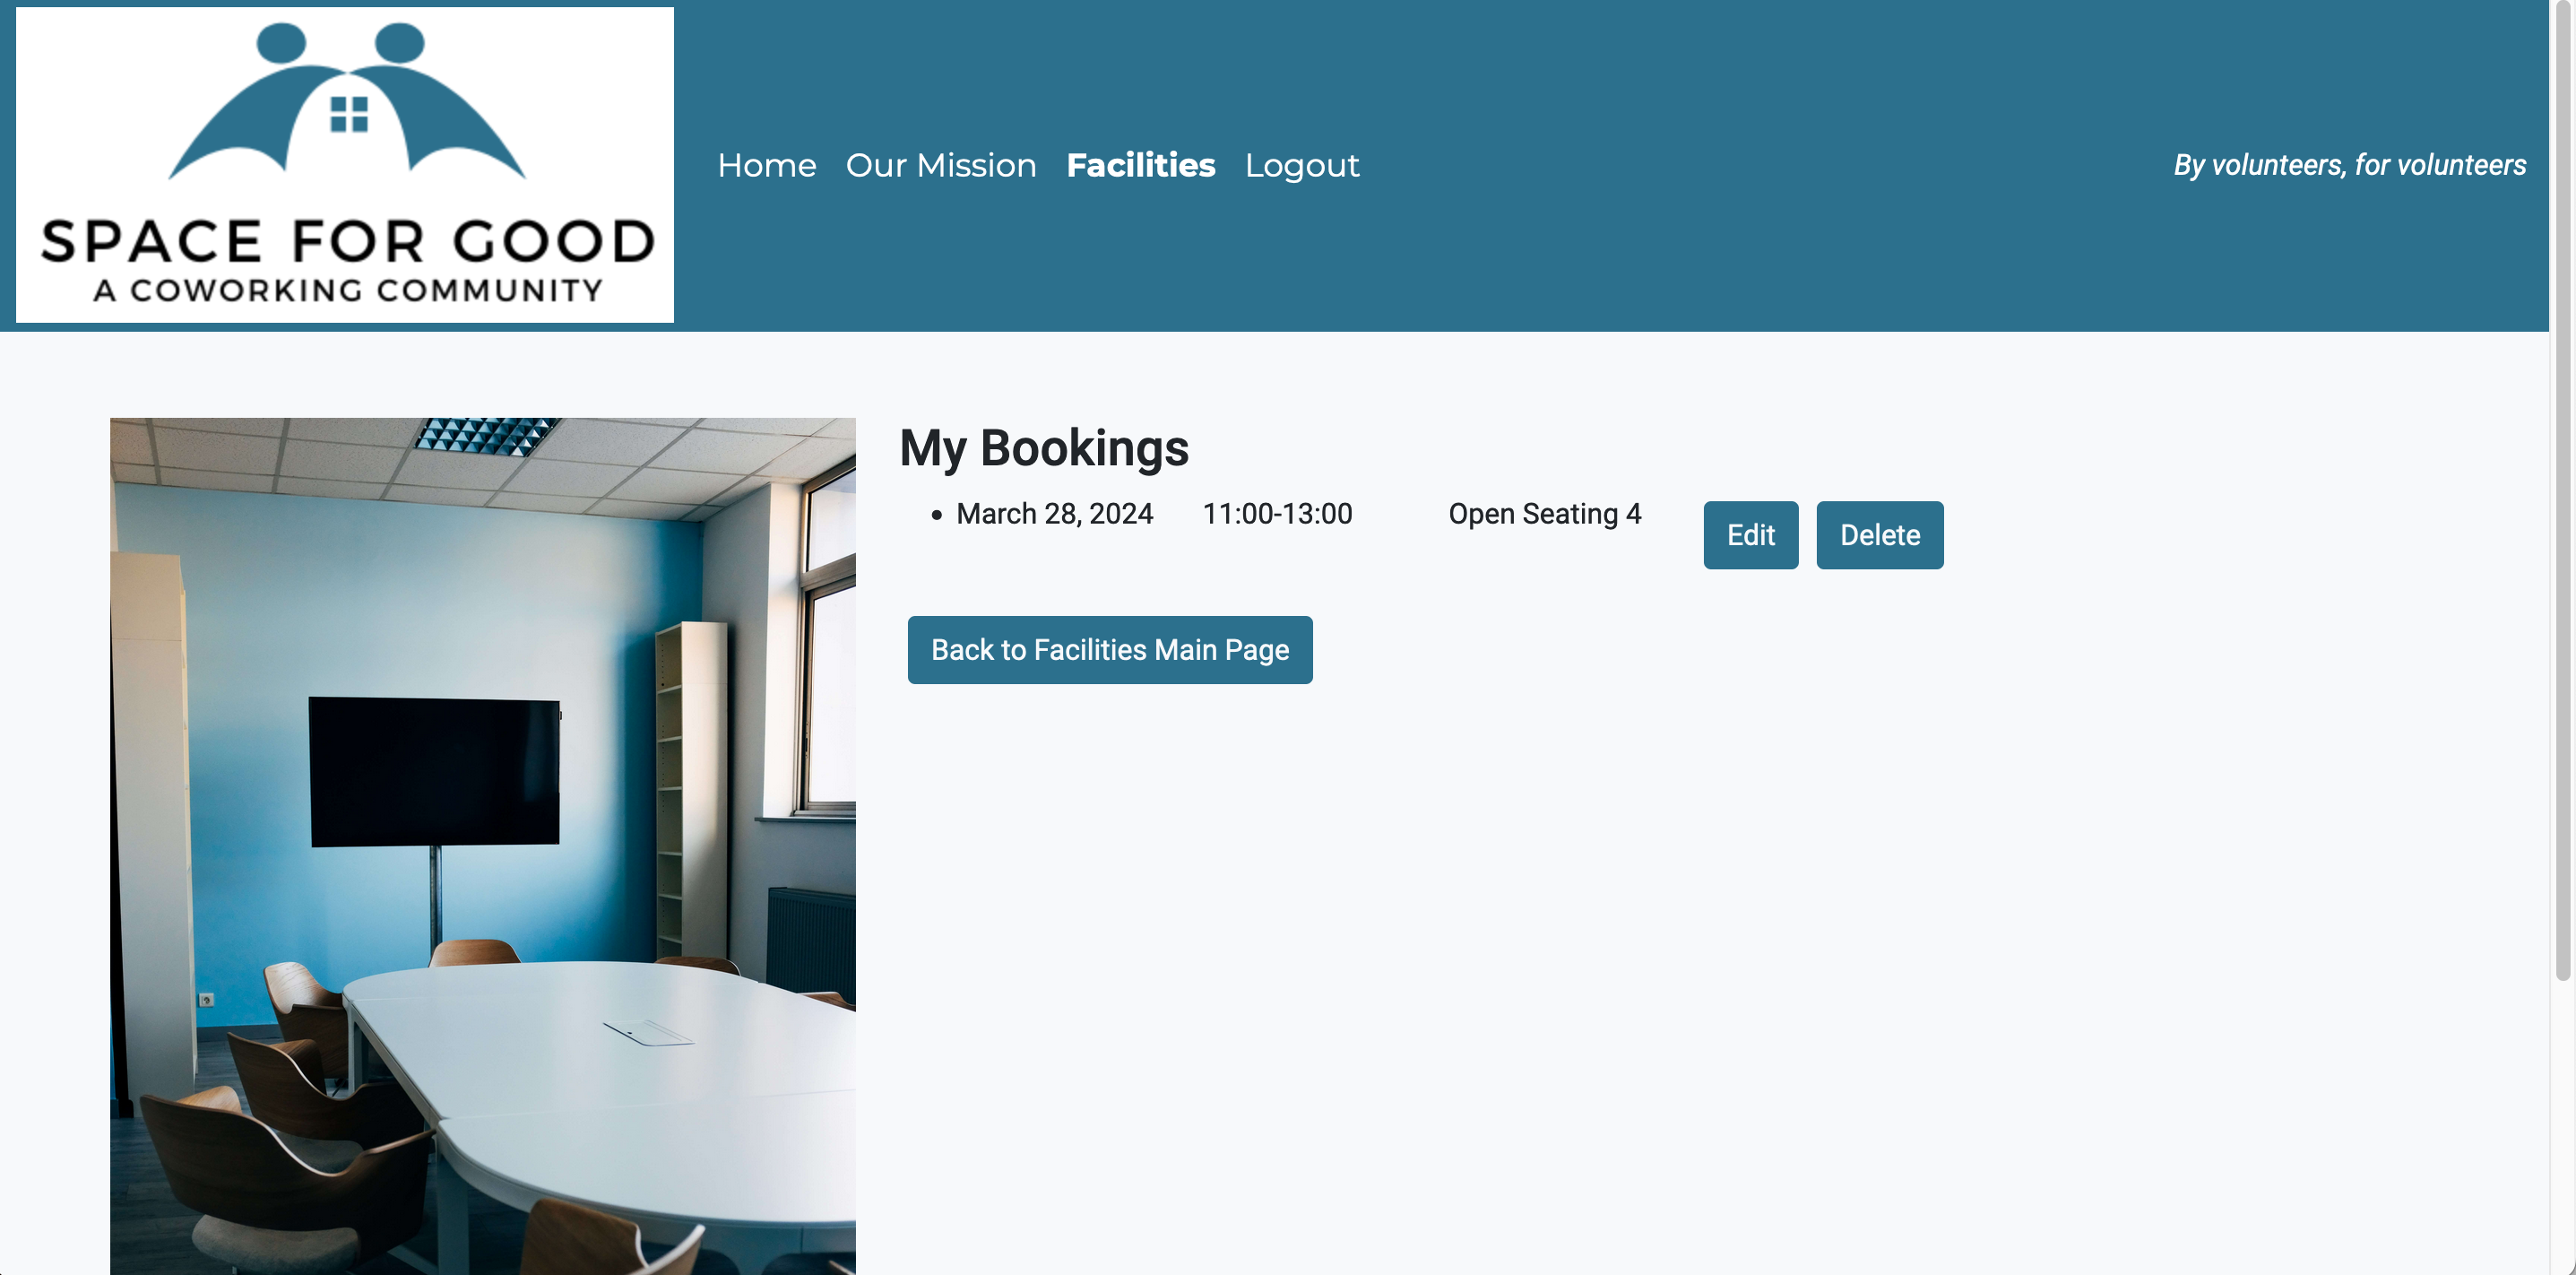 SPACE FOR GOOD
A COWORKING COMMUNITY
Home Our Mission Facilities Logout
By volunteers, for volunteers
My Bookings
• March 28, 2024 11:00-13:00 Open Seating 4 Edit Delete
Back to Facilities Main Page